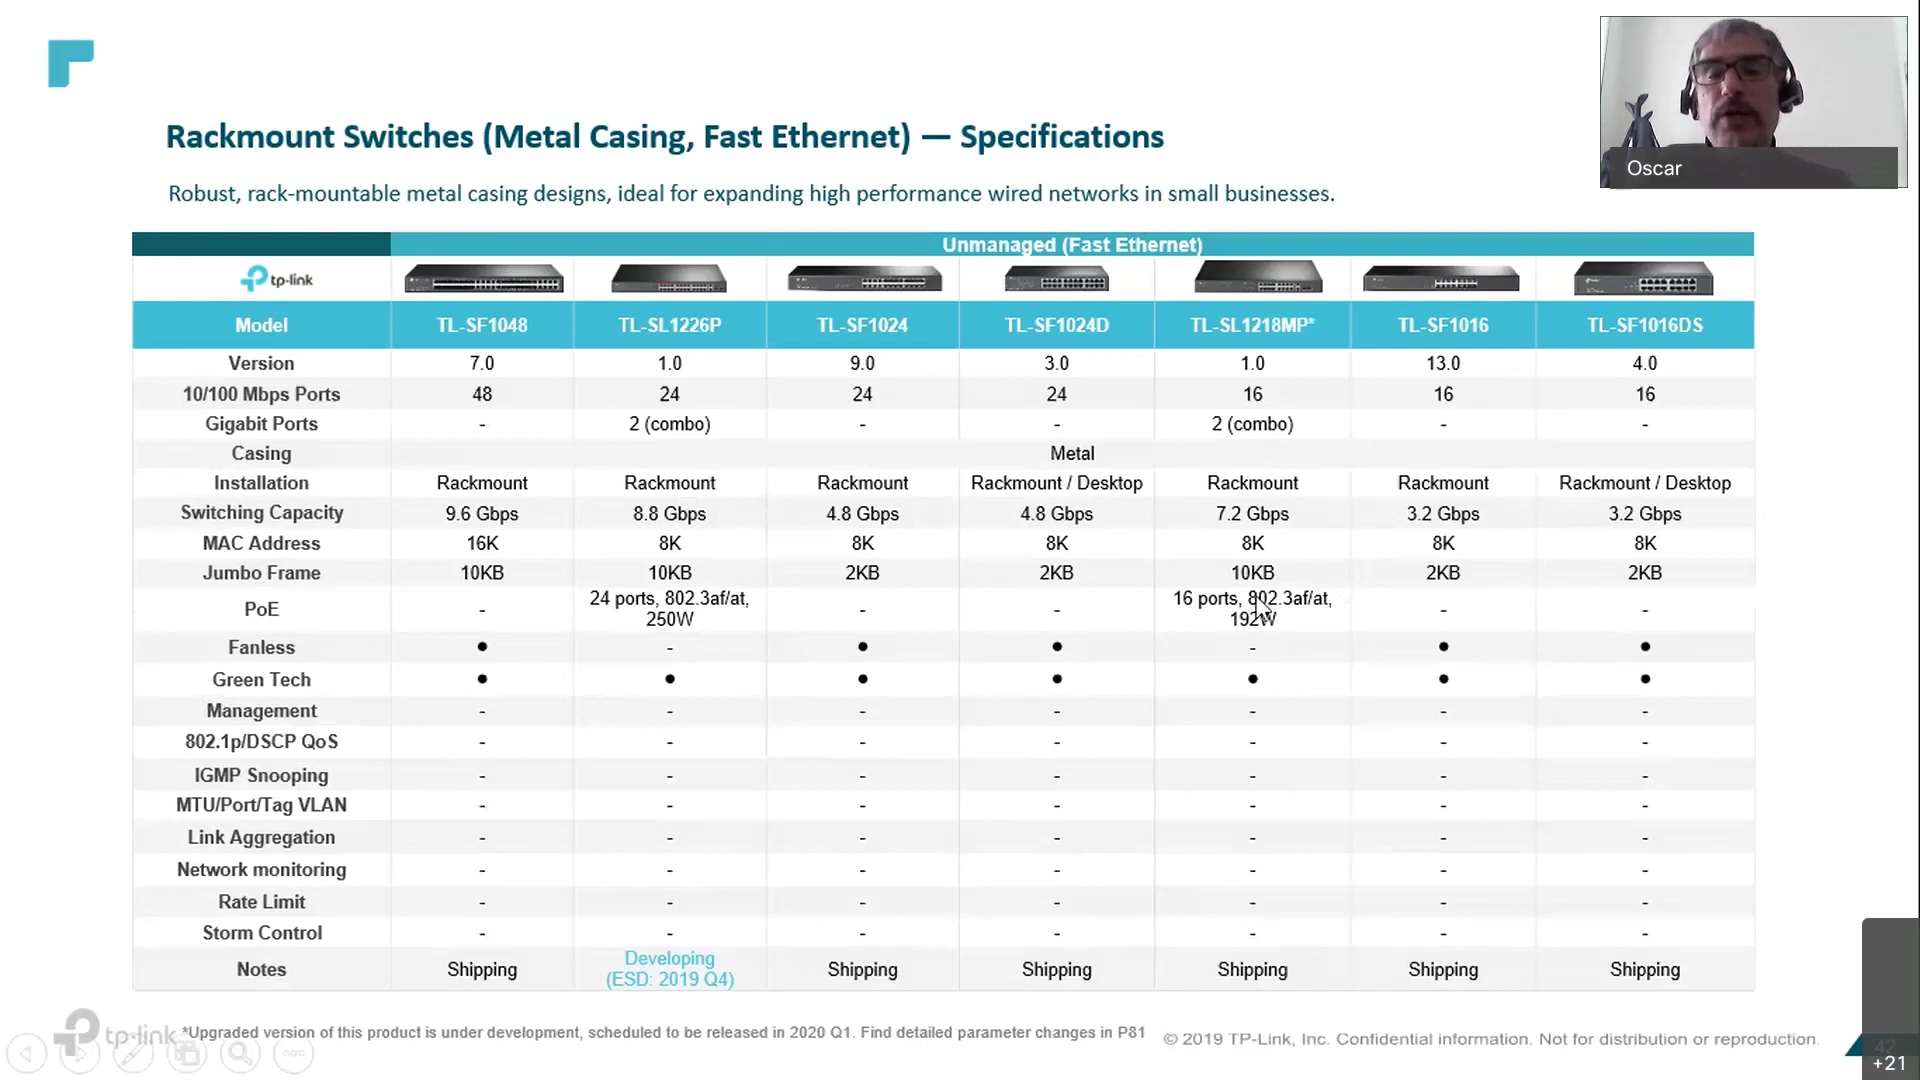 Oscar
Rackmount Switches (Metal Casing, Fast Ethernet) — Specifications
Robust, rack-mountable metal casing designs, ideal for expanding high performance wired networks in small businesses.
Unmanaged (Fast Ethernet)
tp-link
Model TL-SF1048 TL-SL1226P TL-SF1024 TL-SF1024D TL-SL1218MP* TL-SF1016 TL-SF1016DS
Version 7.0 1.0 9.0 3.0 1.0 13.0 4.0
10/100 Mbps Ports 48 24 24 24 16 16 16
Gigabit Ports - 2 (combo) - - 2 (combo) - -
Casing Metal
Installation Rackmount Rackmount Rackmount Rackmount / Desktop Rackmount Rackmount Rackmount / Desktop
Switching Capacity 9.6 Gbps 8.8 Gbps 4.8 Gbps 4.8 Gbps 7.2 Gbps 3.2 Gbps 3.2 Gbps
MAC Address 16K 8K 8K 8K 8K 8K 8K
Jumbo Frame 10KB 10KB 2KB 2KB 10KB 2KB 2KB
PoE - 24 ports, 802.3af/at, 250W - - 16 ports, 802.3af/at, 192W - -
Fanless ● - ● ● - ● ●
Green Tech ● ● ● ● ● ● ●
Management - - - - - - -
802.1p/DSCP QoS - - - - - - -
IGMP Snooping - - - - - - -
MTU/Port/Tag VLAN - - - - - - -
Link Aggregation - - - - - - -
Network monitoring - - - - - - -
Rate Limit - - - - - - -
Storm Control - - - - - - -
Notes Shipping Developing (ESD: 2019 Q4) Shipping Shipping Shipping Shipping Shipping
tp-link
*Upgraded version of this product is under development, scheduled to be released in 2020 Q1. Find detailed parameter changes in P81
© 2019 TP-Link, Inc. Confidential information. Not for distribution or reproduction.
42
+21